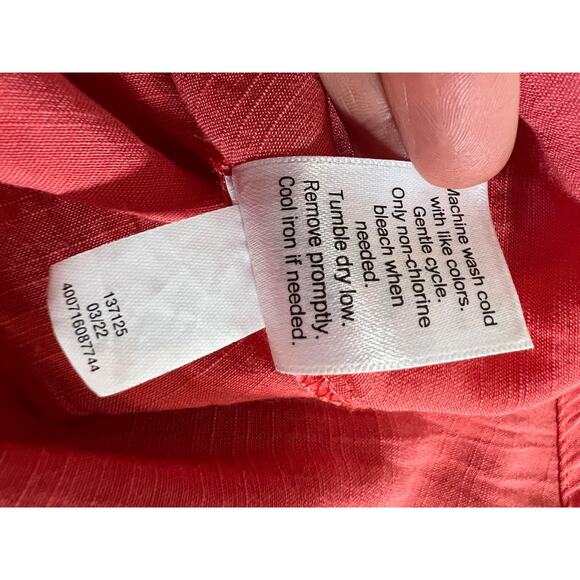 Machine wash cold
with like colors.
Gentle cycle.
Only non-chlorine
bleach when
needed.
Tumble dry low.
Remove promptly.
Cool iron if needed.
137125
03/22
400716087744